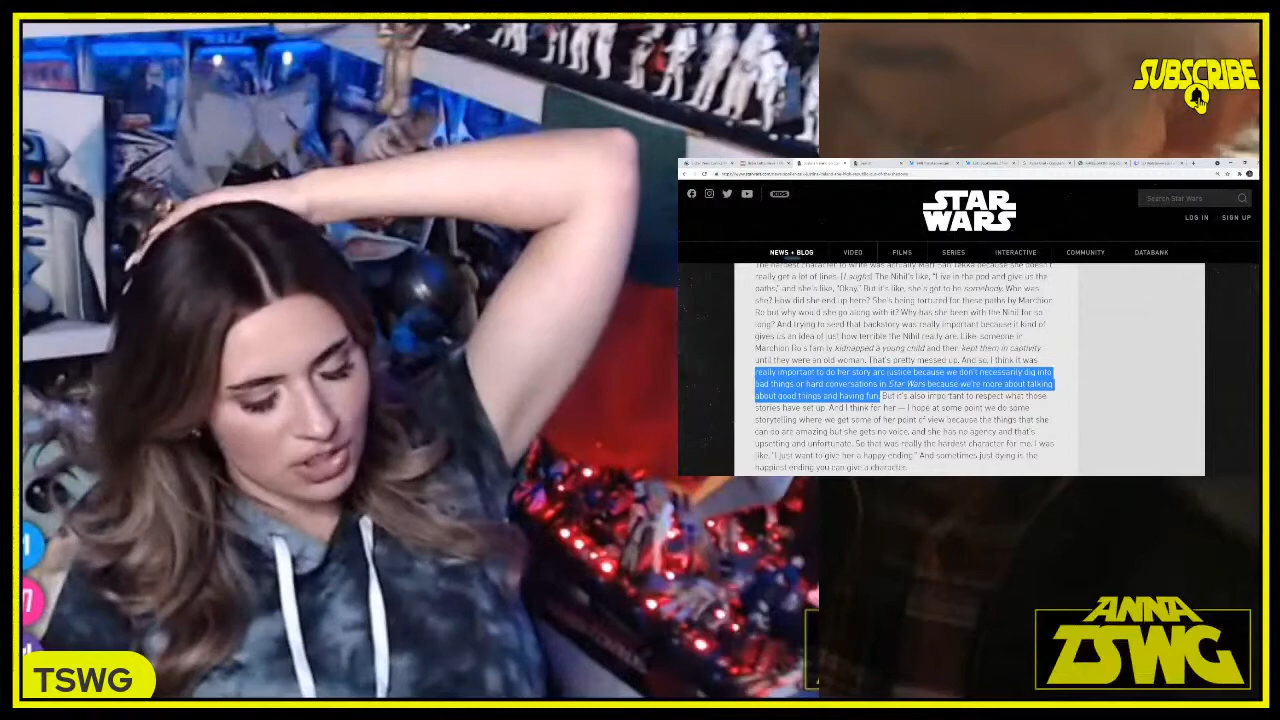 SUBSCRIBE
KIDS
STAR
WARS
Search Star Wars
LOG IN
SIGN UP
NEWS + BLOG
VIDEO
FILMS
SERIES
INTERACTIVE
COMMUNITY
DATABANK
really get a lot of lines. [Laughs] The Nihil's like, "Live in the pod and give us the
paths," and she's like, "Okay." But it's like, she's got to be somebody. Who was
she? How did she end up here? She's being tortured for these paths by Marchion
Ro but why would she go along with it? Why has she been with the Nihil for so
long? And trying to seed that backstory was really important because it kind of
gives us an idea of just how terrible the Nihil really are. Like, someone in
Marchion Ro's family kidnapped a young child and then kept them in captivity
until they were an old woman. That's pretty messed up. And so, I think it was
really important to do her story arc justice because we don't necessarily dig into
bad things or hard conversations in Star Wars because we're more about talking
about good things and having fun. But it's also important to respect what those
stories have set up. And I think for her — I hope at some point we do some
storytelling where we get some of her point of view because the things that she
can do are amazing but she gets no voice, and she has no agency and that's
upsetting and unfortunate. So that was really the hardest character for me. I was
like, "I just want to give her a happy ending." And sometimes just dying is the
happiest ending you can give a character.
ANNA
TSWG
TSWG